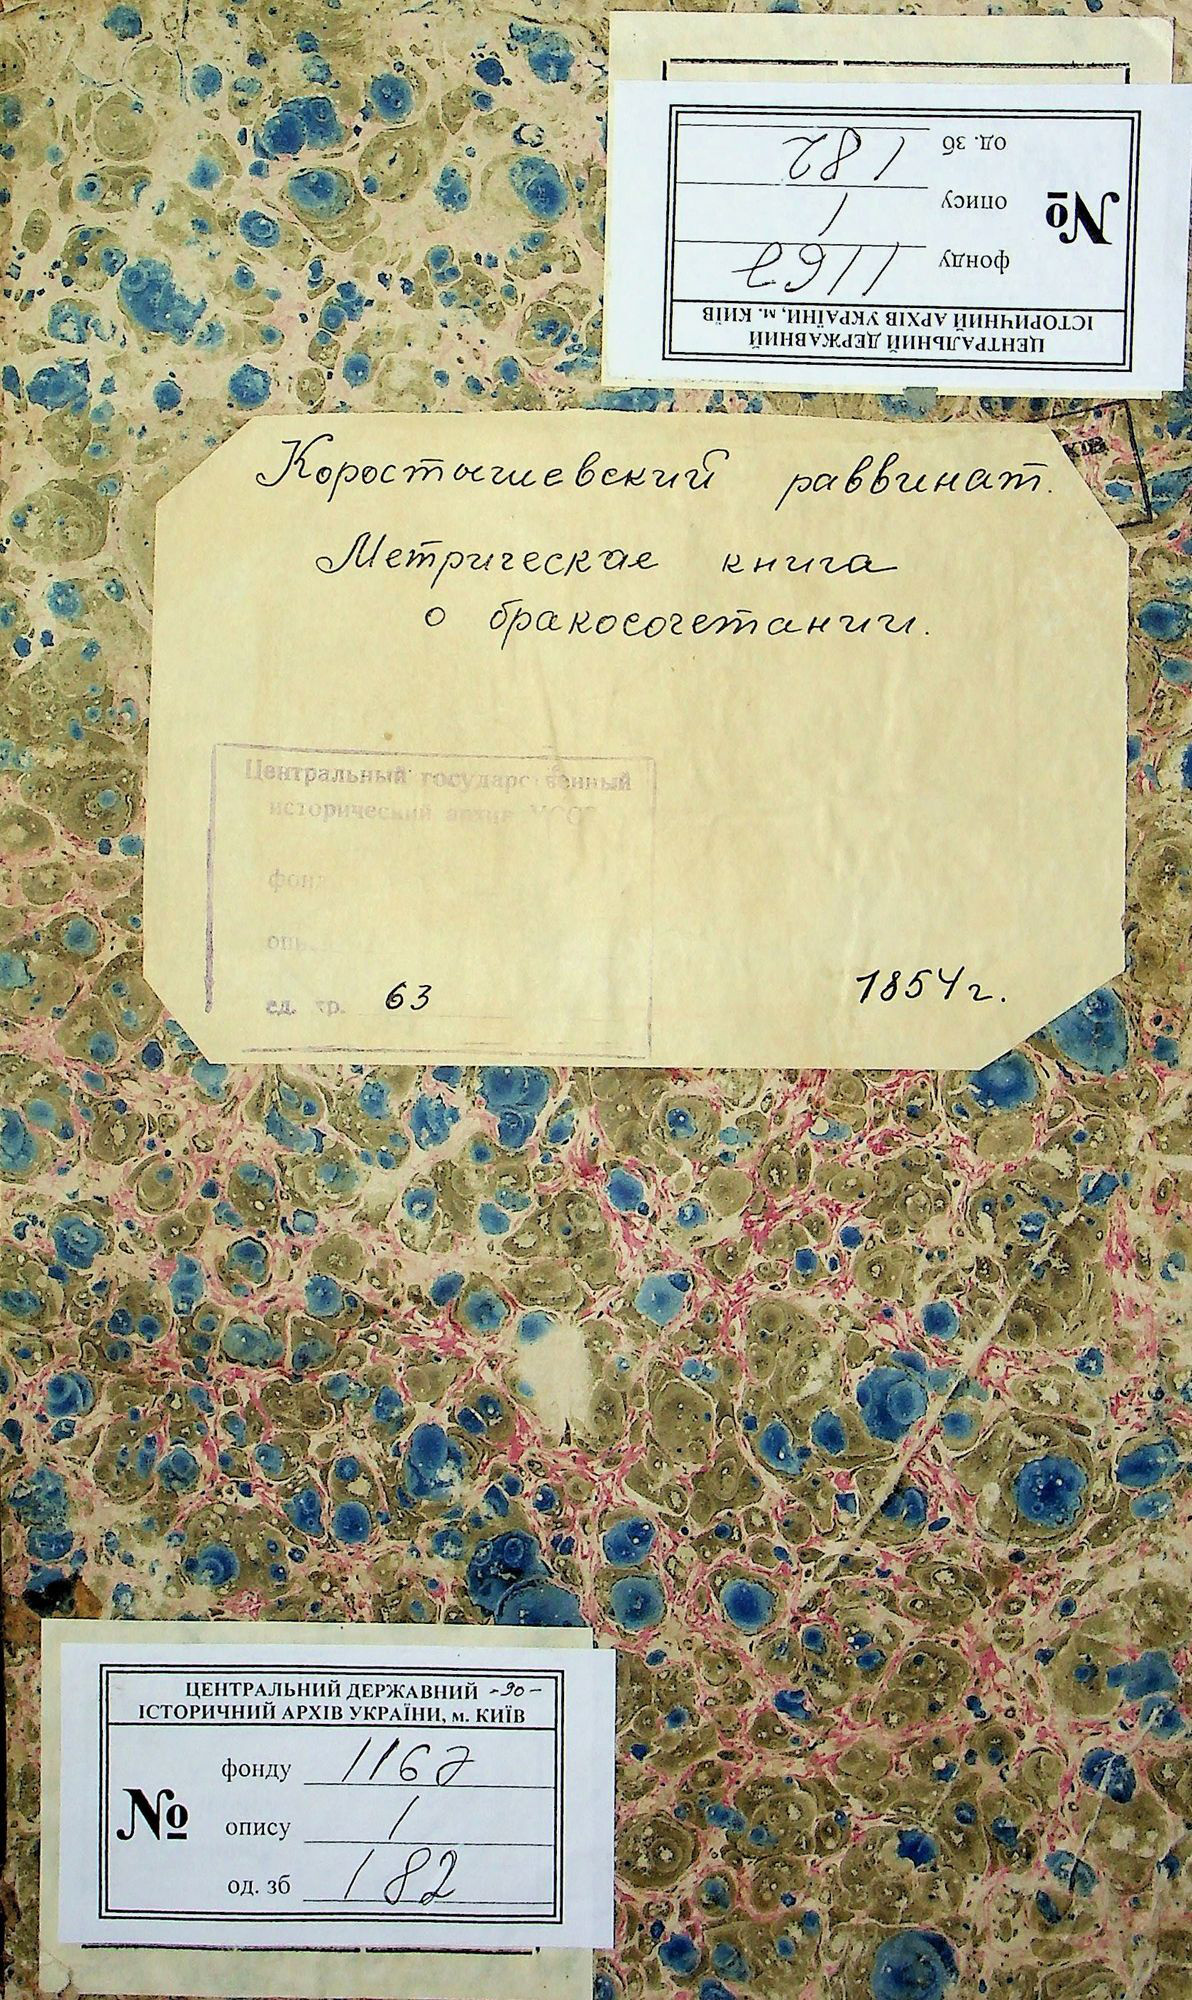 ЦЕНТРАЛЬНИЙ ДЕРЖАВНИЙ
ІСТОРИЧНИЙ АРХІВ УКРАЇНИ, м. КИЇВ
№
фонду 1167
опису 1
од. зб 182
Коростышевский раввинат.
Метрическае книга
о бракосочетании.
Центральный государственный
исторический архив УССР
фонд
ед. хр. 63
1854 г.
ЦЕНТРАЛЬНИЙ ДЕРЖАВНИЙ -90-
ІСТОРИЧНИЙ АРХІВ УКРАЇНИ, м. КИЇВ
№
фонду 1167
опису 1
од. зб 182